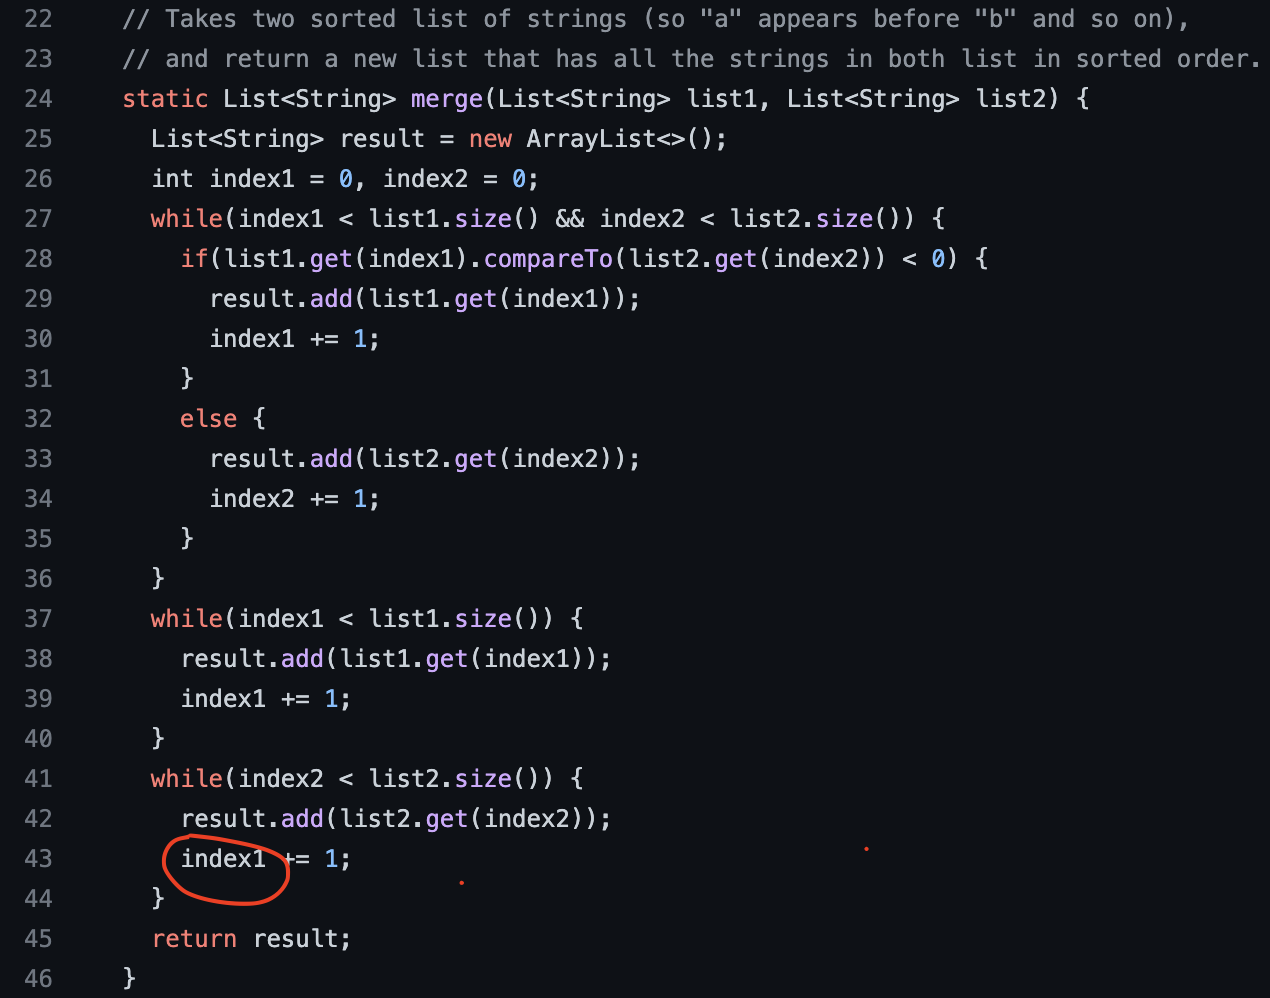 22 // Takes two sorted list of strings (so "a" appears before "b" and so on),
23 // and return a new list that has all the strings in both list in sorted order.
24 static List<String> merge(List<String> list1, List<String> list2) {
25 List<String> result = new ArrayList<>();
26 int index1 = 0, index2 = 0;
27 while(index1 < list1.size() && index2 < list2.size()) {
28 if(list1.get(index1).compareTo(list2.get(index2)) < 0) {
29 result.add(list1.get(index1));
30 index1 += 1;
31 }
32 else {
33 result.add(list2.get(index2));
34 index2 += 1;
35 }
36 }
37 while(index1 < list1.size()) {
38 result.add(list1.get(index1));
39 index1 += 1;
40 }
41 while(index2 < list2.size()) {
42 result.add(list2.get(index2));
43 index1 += 1;
44 }
45 return result;
46 }